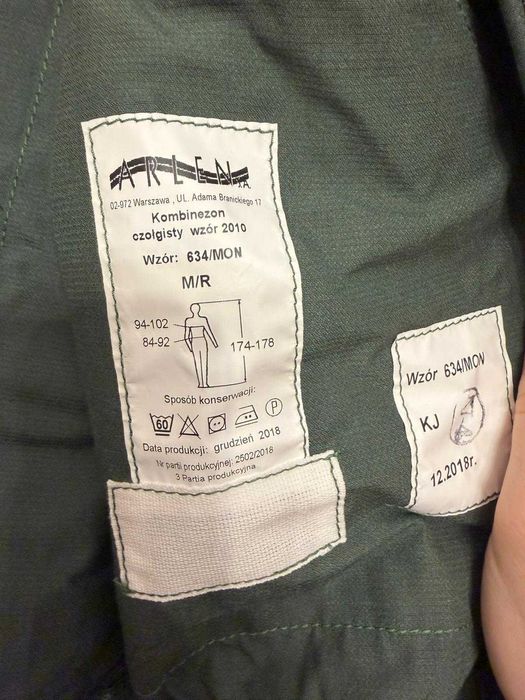 ARLEN S.A.
02-972 Warszawa , UL. Adama Branickiego 17
Kombinezon
czołgisty wzór 2010
Wzór: 634/MON
M/R
94-102
84-92
174-178
Sposób konserwacji:
60
P
Data produkcji: grudzień 2018
Nr partii produkcyjnej: 2502/2018
3 Partia produkcyjna
Wzór 634/MON
KJ
12.2018r.